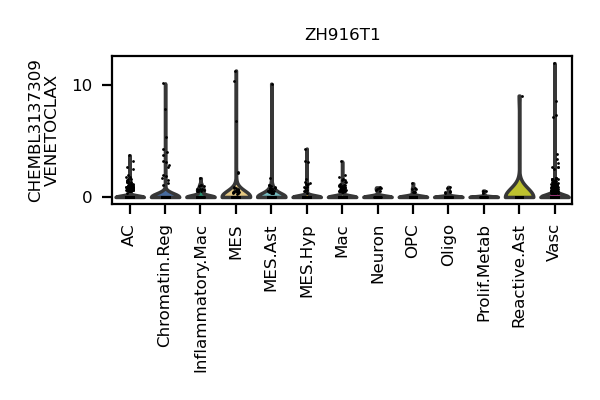 ZH916T1
CHEMBL3137309
VENETOCLAX
10
0
AC
Chromatin.Reg
Inflammatory.Mac
MES
MES.Ast
MES.Hyp
Mac
Neuron
OPC
Oligo
Prolif.Metab
Reactive.Ast
Vasc